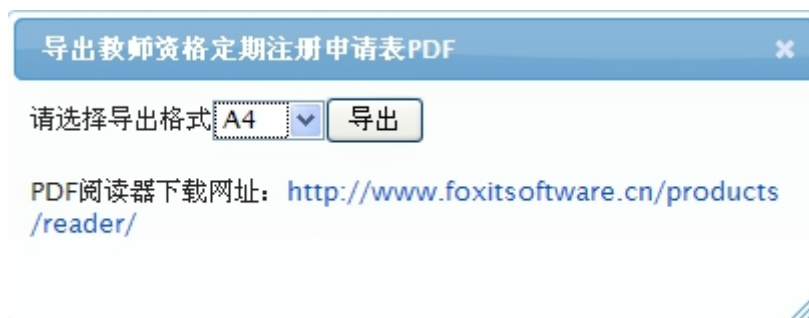 导出教师资格定期注册申请表PDF
请选择导出格式 A4 导出
PDF阅读器下载网址：http://www.foxitsoftware.cn/products
/reader/